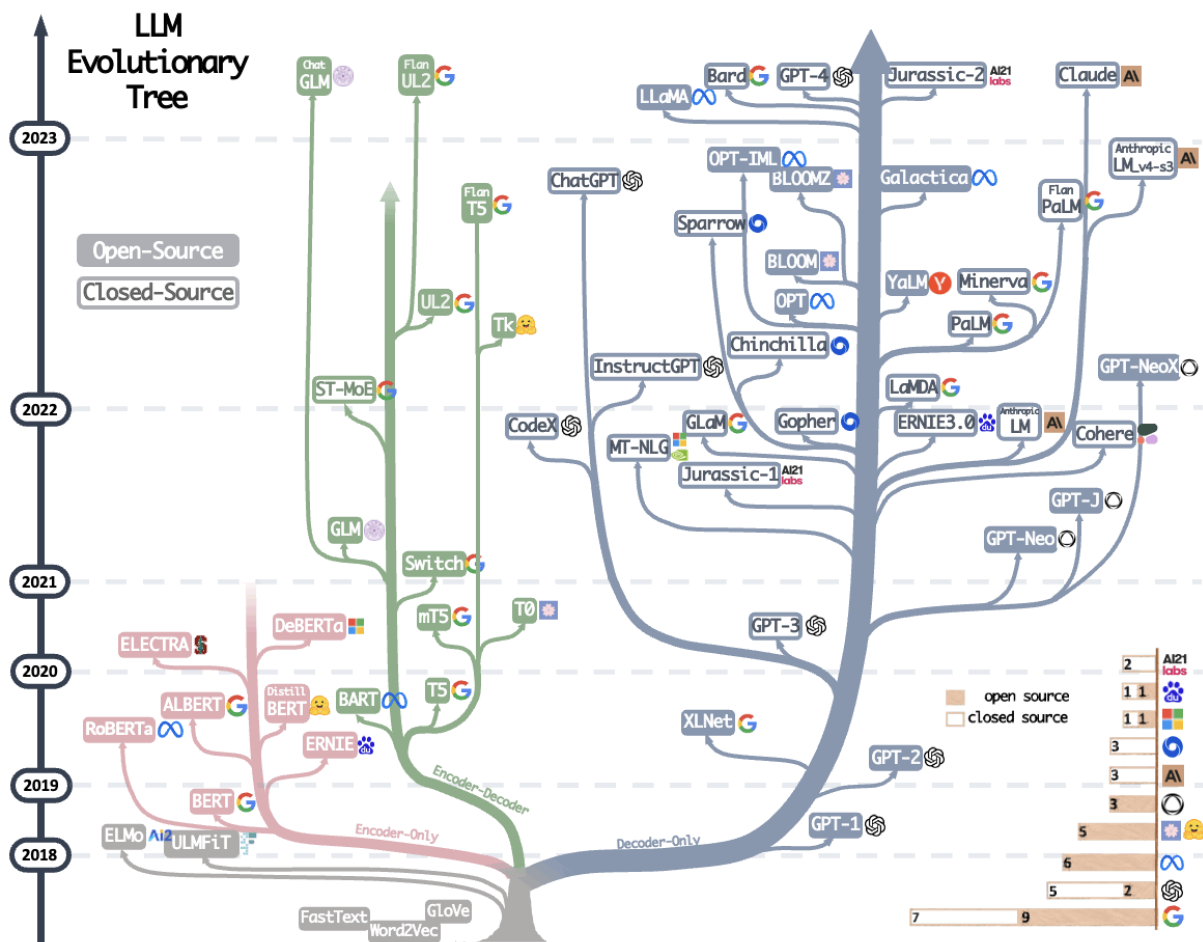 LLM
Evolutionary
Tree
Chat
GLM
Flan
UL2
Bard
GPT-4
Jurassic-2
AI21
labs
Claude
A\
LLaMA
2023
OPT-IML
Anthropic
LM_v4-s3
A\
ChatGPT
BLOOMZ
Galactica
Flan
T5
Flan
PaLM
Sparrow
Open-Source
Closed-Source
BLOOM
YaLM
Minerva
UL2
OPT
Tk
PaLM
Chinchilla
InstructGPT
GPT-NeoX
ST-MoE
LaMDA
2022
CodeX
GLaM
Gopher
ERNIE3.0
Anthropic
LM
A\
Cohere
MT-NLG
Jurassic-1
AI21
labs
GPT-J
GLM
GPT-Neo
Switch
2021
mT5
T0
DeBERTa
GPT-3
ELECTRA
2020
2
AI21
labs
T5
BART
Distill
BERT
ALBERT
open source
closed source
1 1
du
RoBERTa
XLNet
1 1
ERNIE
du
3
GPT-2
2019
Encoder-Decoder
3
A\
BERT
3
GPT-1
ELMo
AI2
ULMFiT
Encoder-Only
Decoder-Only
5
2018
6
5 2
FastText
Word2Vec
GloVe
7 9